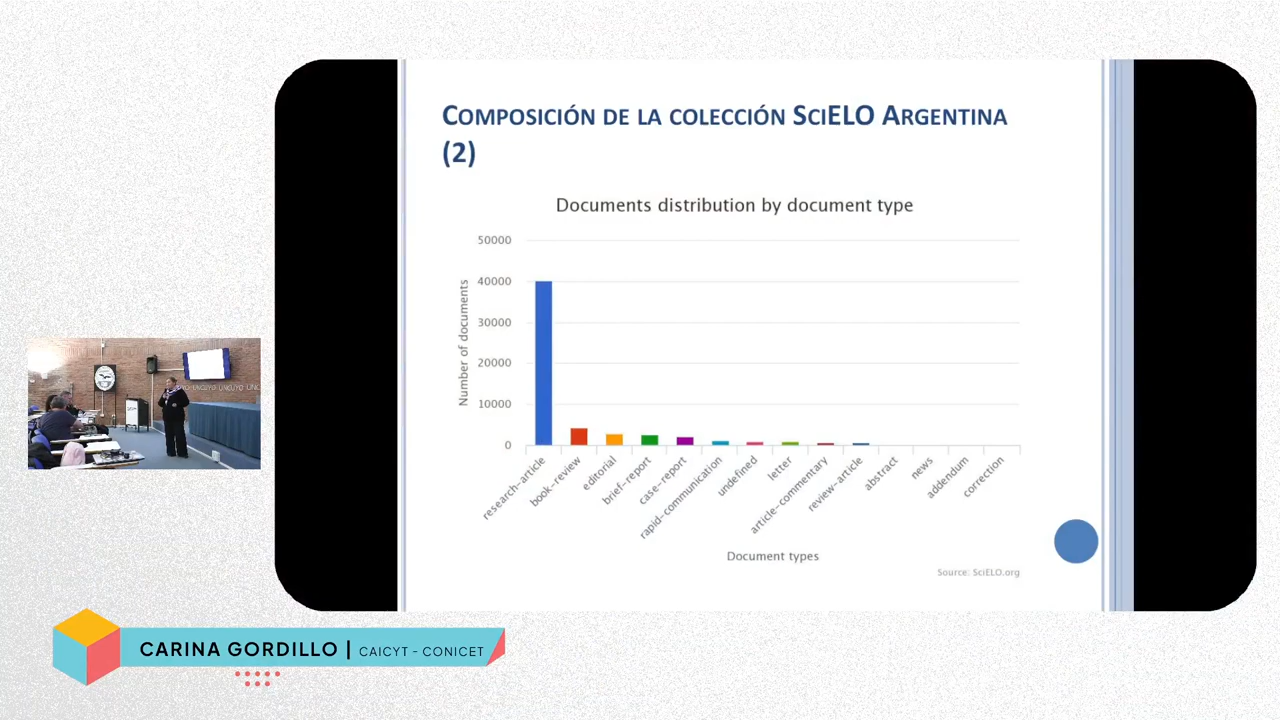 COMPOSICIÓN DE LA COLECCIÓN SCIELO ARGENTINA
(2)
Documents distribution by document type
Number of documents
50000
40000
30000
20000
10000
0
research-article
book-review
editorial
brief-report
case-report
rapid-communication
undefined
letter
article-commentary
review-article
abstract
news
addendum
correction
Document types
Source: SciELO.org
CARINA GORDILLO | CAICYT - CONICET